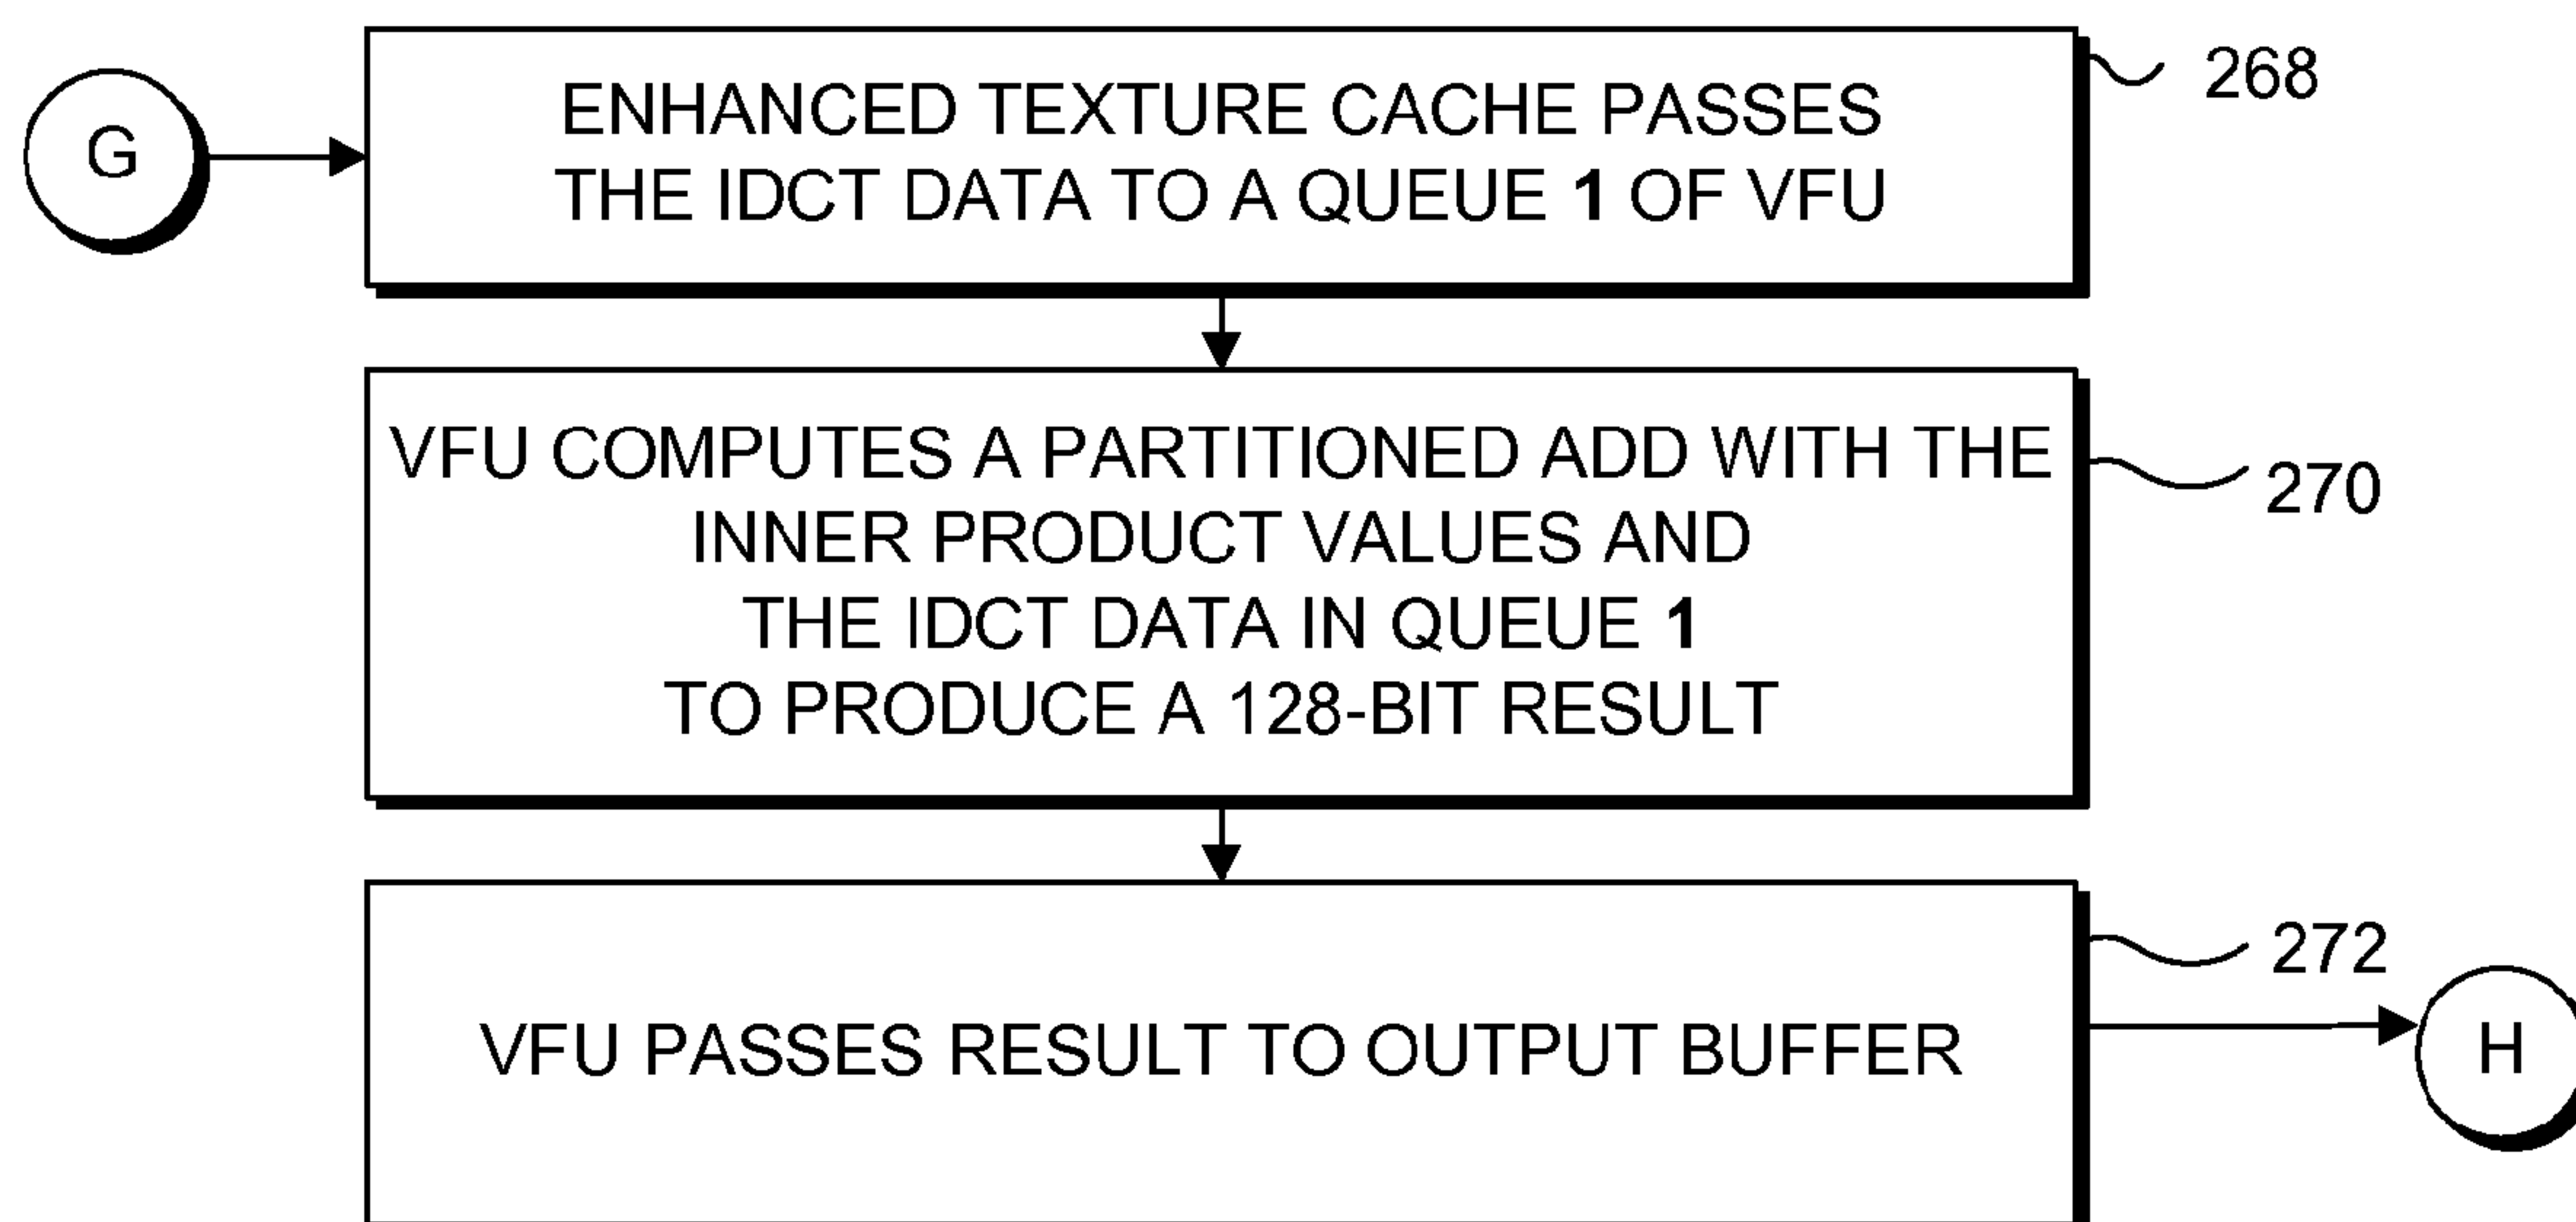 G
ENHANCED TEXTURE CACHE PASSES
THE IDCT DATA TO A QUEUE 1 OF VFU
268
VFU COMPUTES A PARTITIONED ADD WITH THE
INNER PRODUCT VALUES AND
THE IDCT DATA IN QUEUE 1
TO PRODUCE A 128-BIT RESULT
270
VFU PASSES RESULT TO OUTPUT BUFFER
272
H